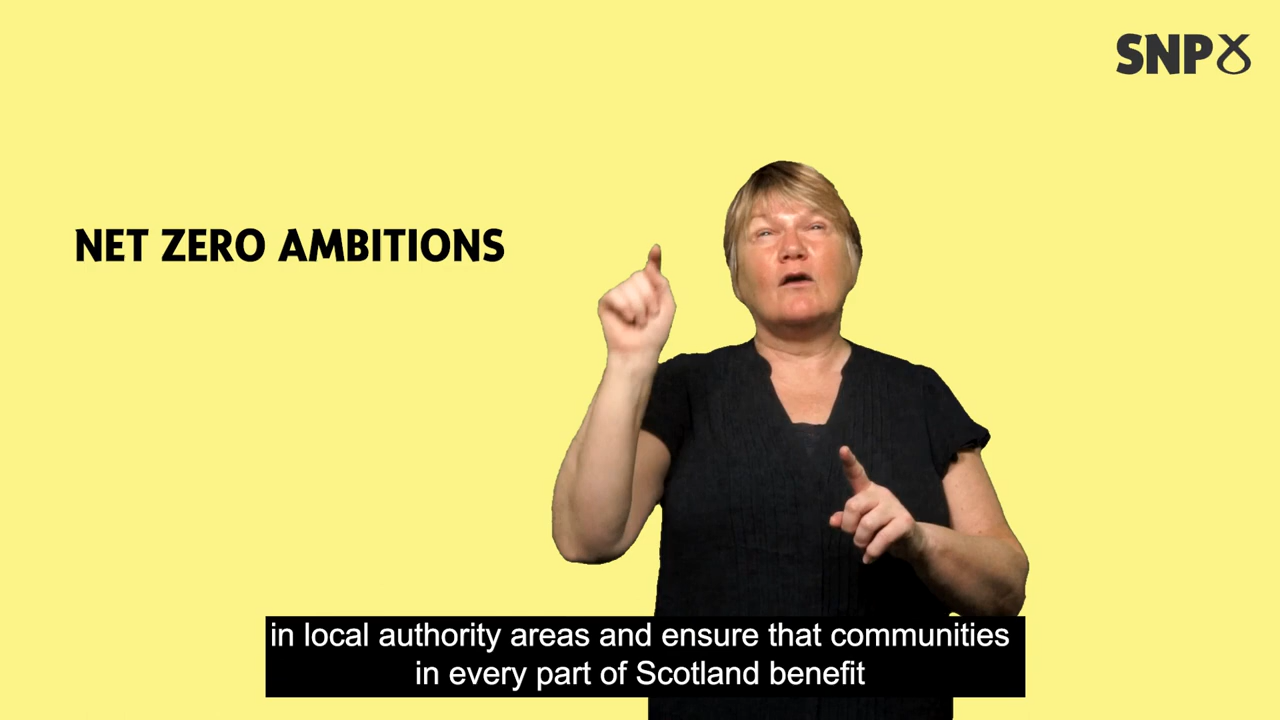 SNP
NET ZERO AMBITIONS
in local authority areas and ensure that communities
in every part of Scotland benefit